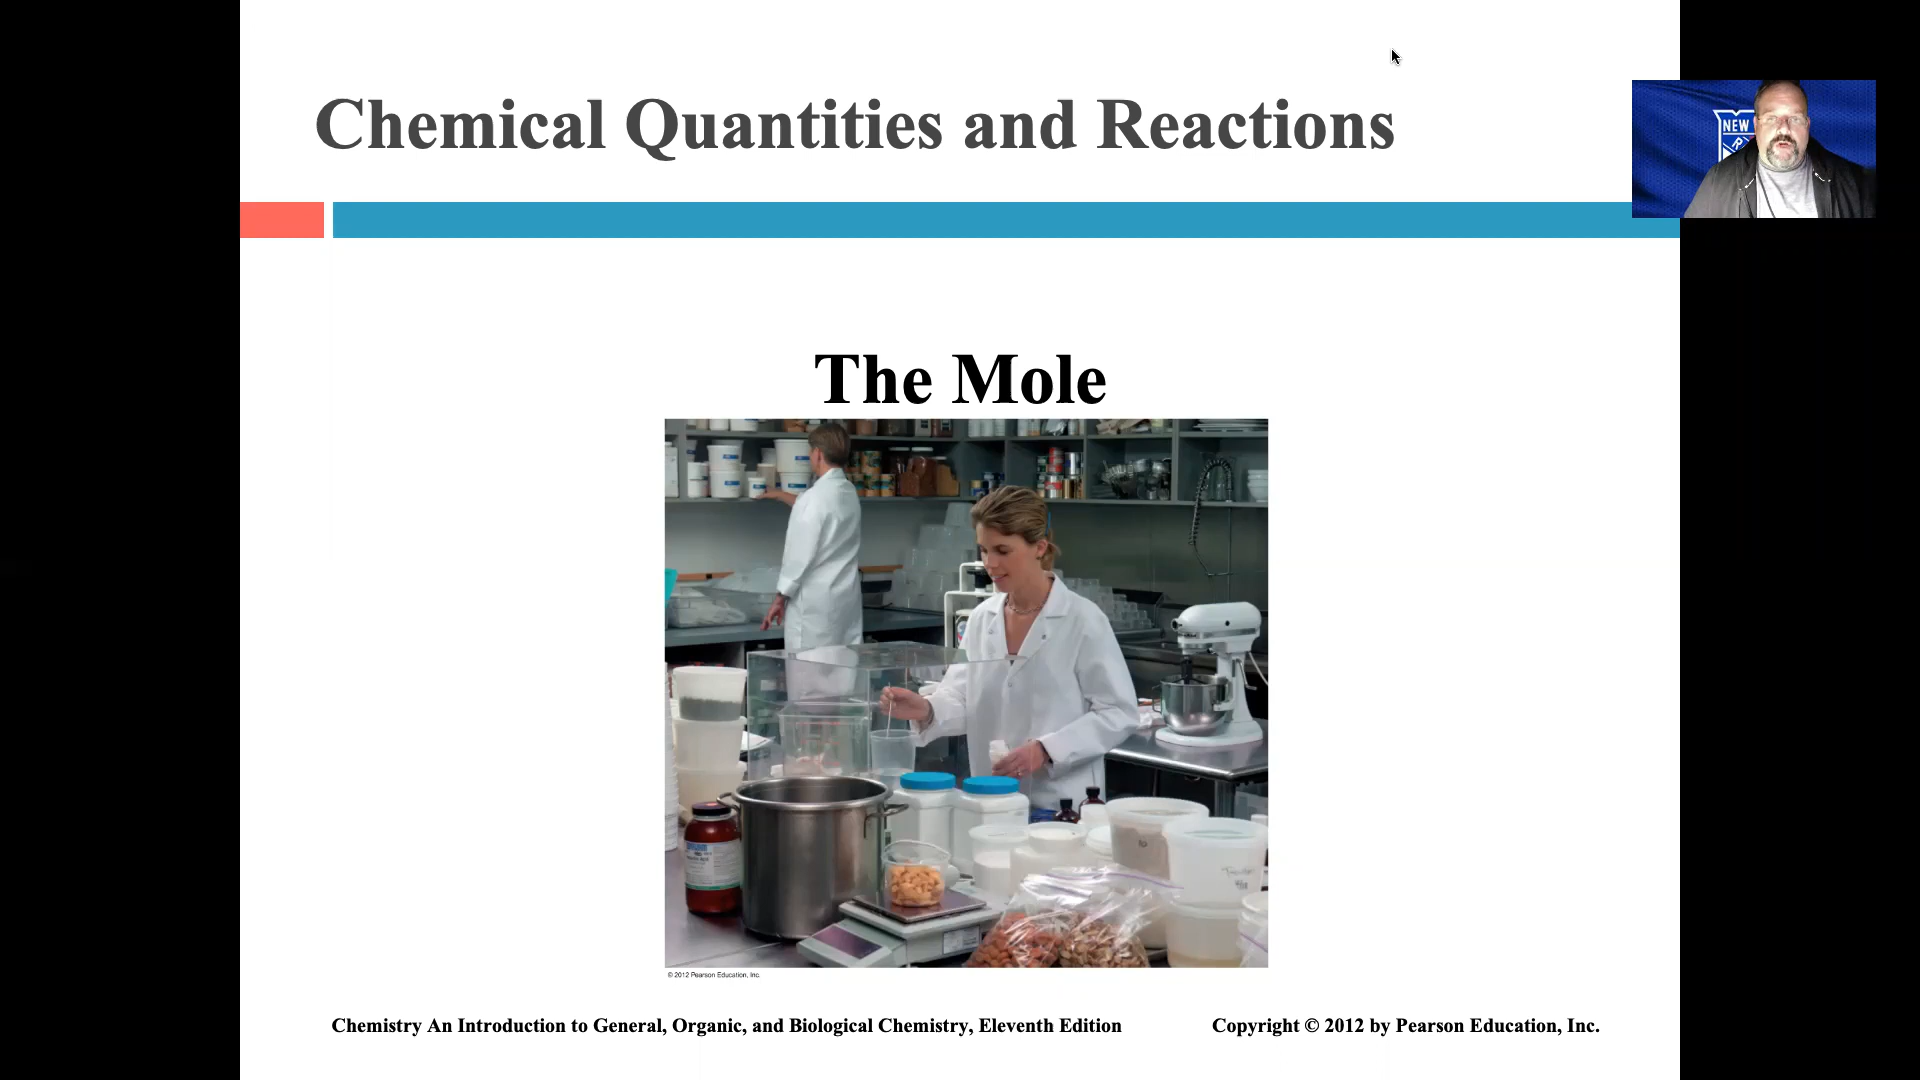 Chemical Quantities and Reactions
NEW
R
The Mole
© 2012 Pearson Education, Inc.
Chemistry An Introduction to General, Organic, and Biological Chemistry, Eleventh Edition
Copyright © 2012 by Pearson Education, Inc.